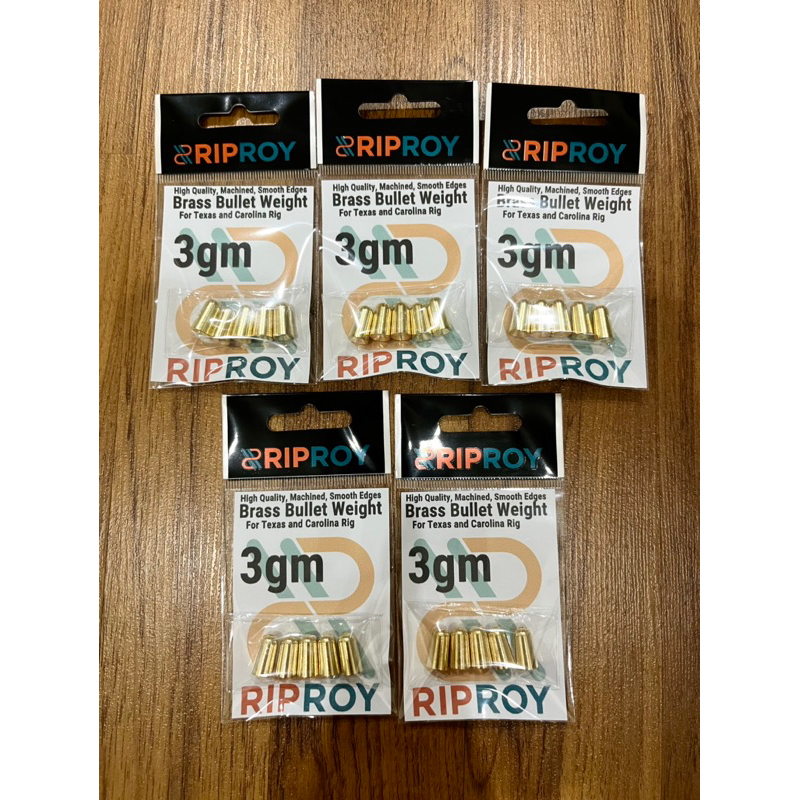 RIPROY
High Quality, Machined, Smooth Edges
Brass Bullet Weight
For Texas and Carolina Rig
3gm
RIPROY
RIPROY
High Quality, Machined, Smooth Edges
Brass Bullet Weight
For Texas and Carolina Rig
3gm
RIPROY
RIPROY
High Quality, Machined, Smooth Edges
Brass Bullet Weight
For Texas and Carolina Rig
3gm
RIPROY
RIPROY
High Quality, Machined, Smooth Edges
Brass Bullet Weight
For Texas and Carolina Rig
3gm
RIPROY
RIPROY
High Quality, Machined, Smooth Edges
Brass Bullet Weight
For Texas and Carolina Rig
3gm
RIPROY